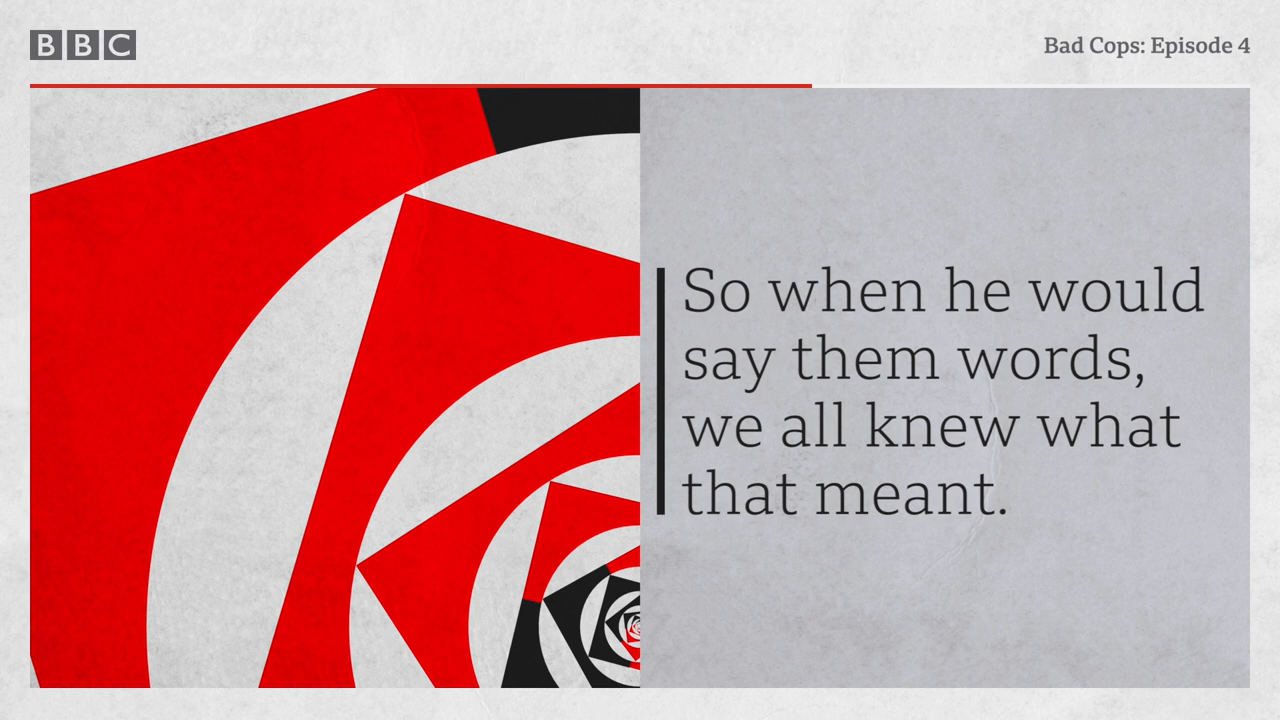 BBC
Bad Cops: Episode 4
So when he would
say them words,
we all knew what
that meant.